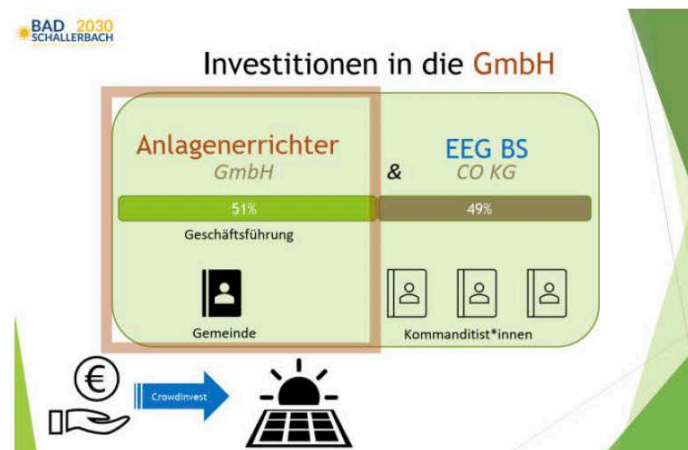 BAD 2030
SCHALLERBACH
Investitionen in die GmbH
Anlagenerrichter
GmbH
&
EEG BS
CO KG
51%
49%
Geschäftsführung
Gemeinde
Kommanditist*innen
€
Crowdinvest